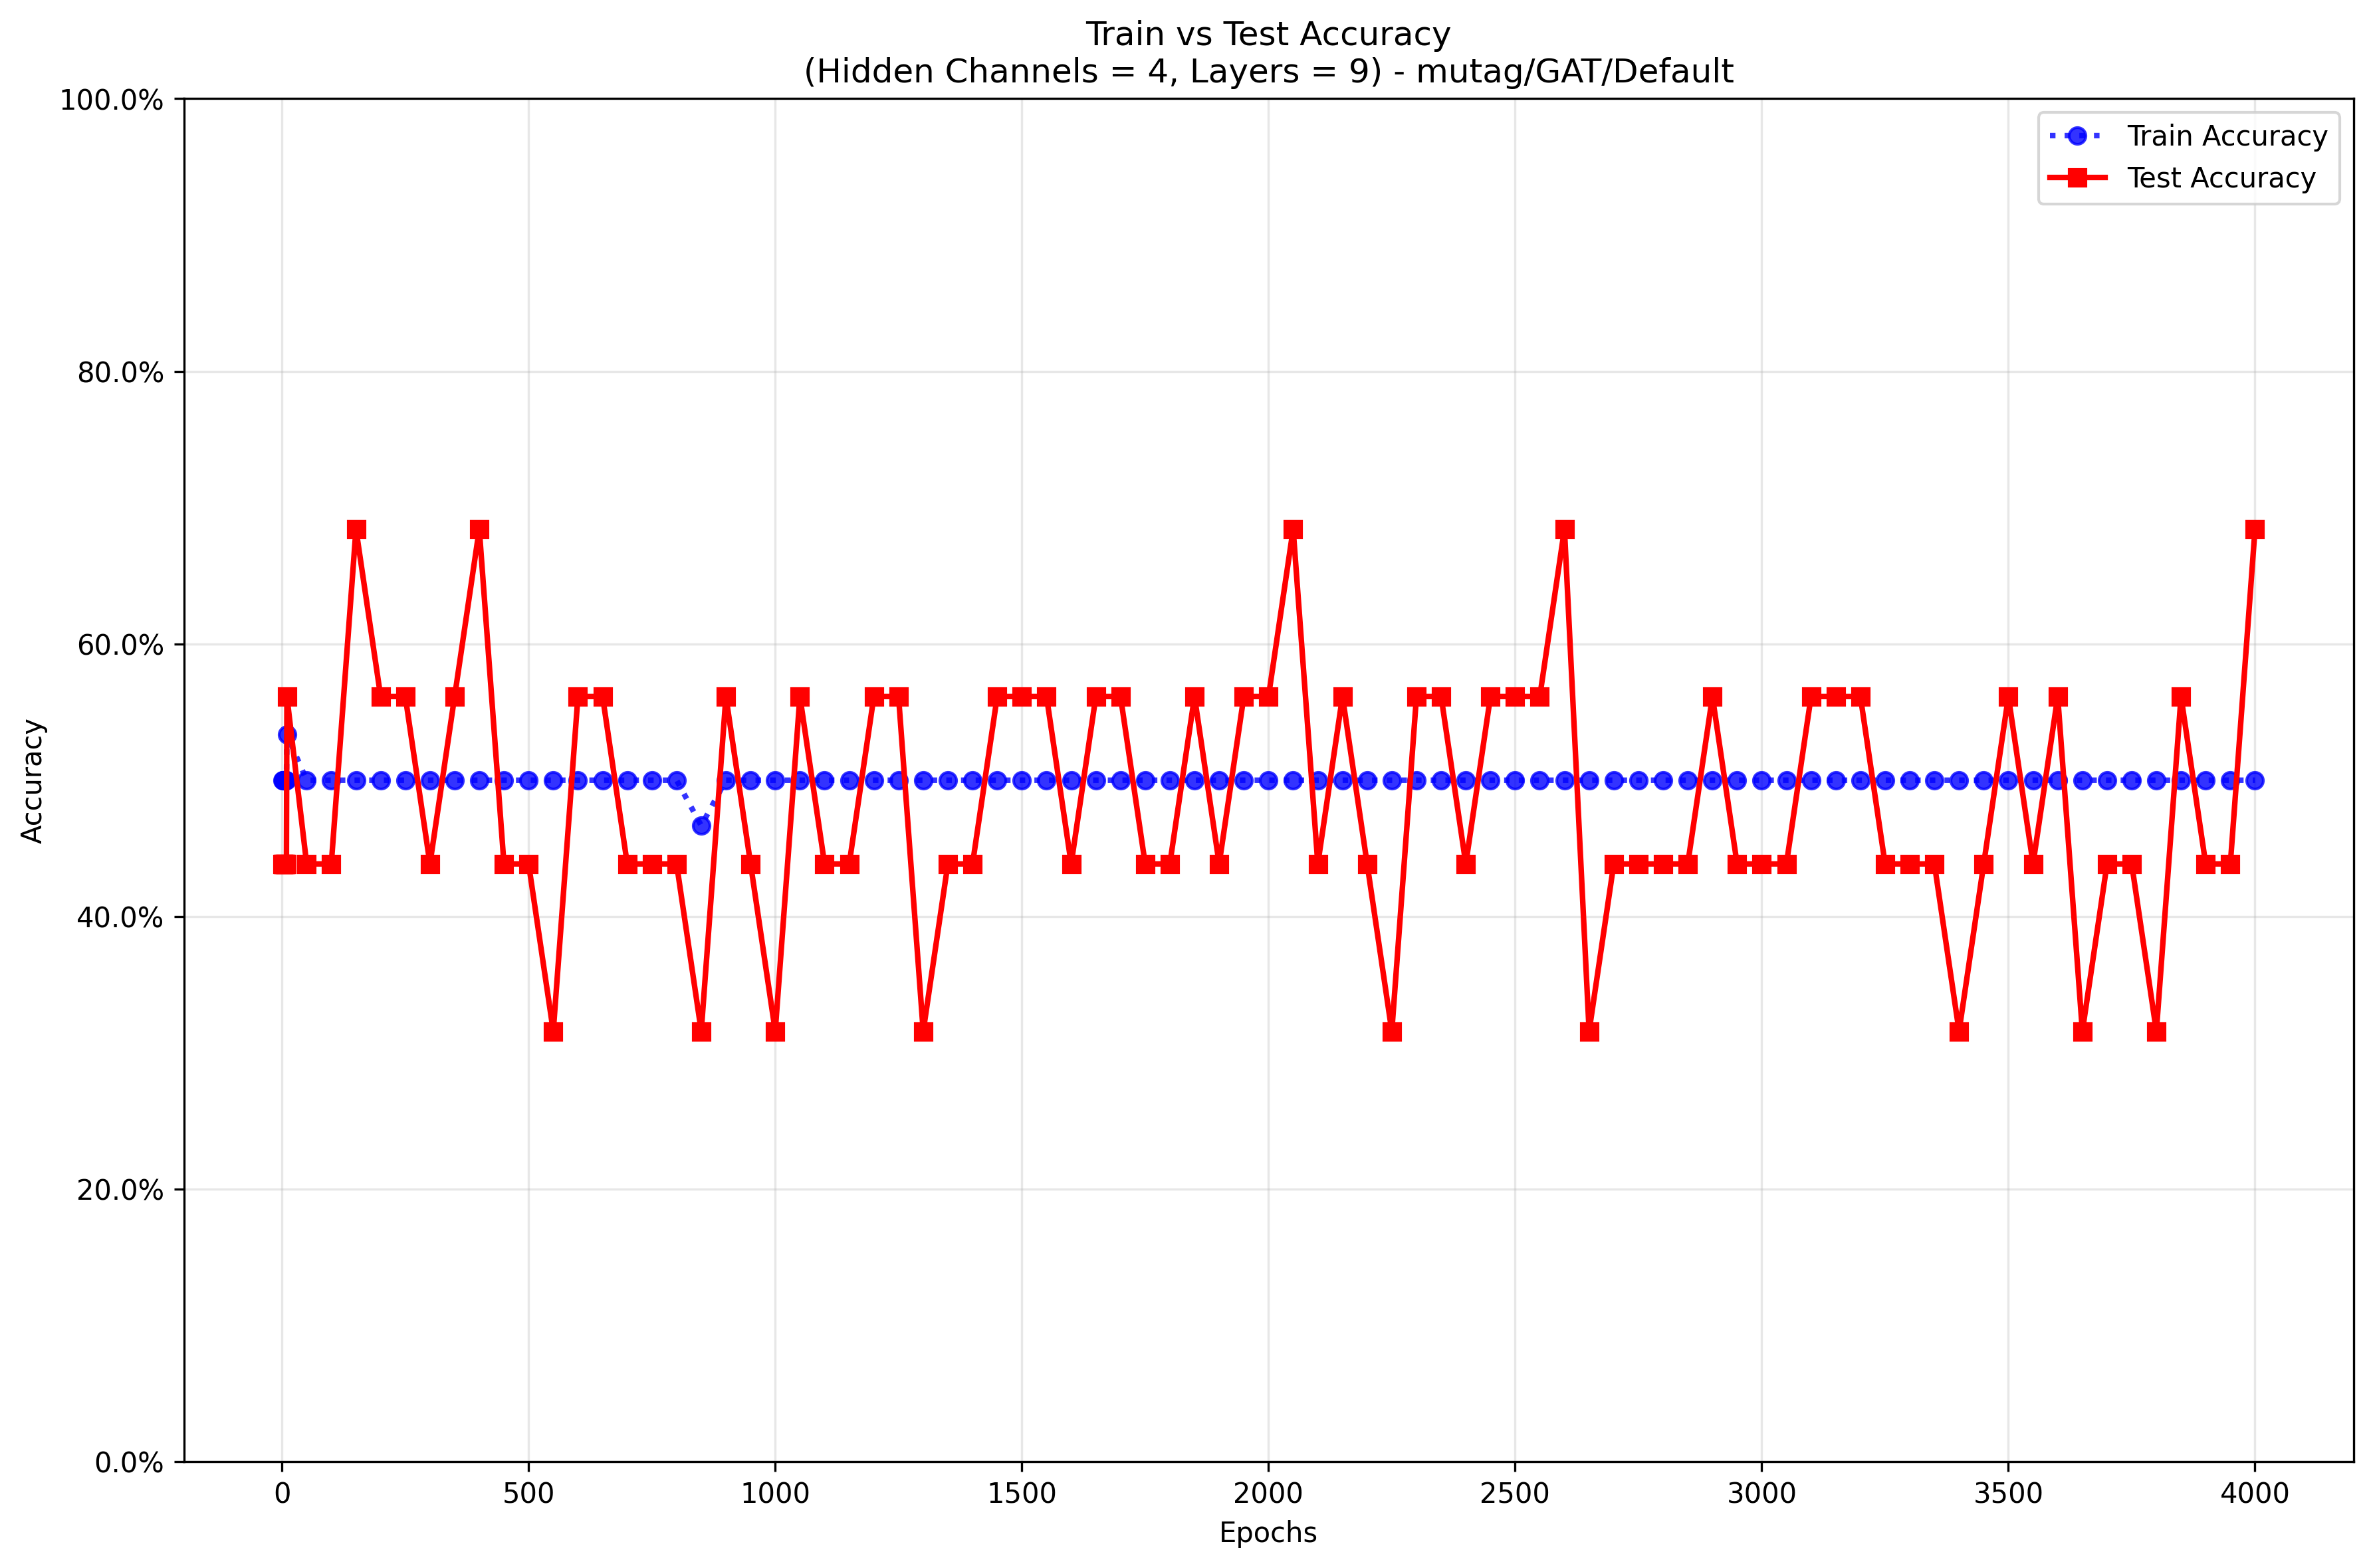 Train vs Test Accuracy
(Hidden Channels = 4, Layers = 9) - mutag/GAT/Default
Train Accuracy
Test Accuracy
Accuracy
100.0%
80.0%
60.0%
40.0%
20.0%
0.0%
0 500 1000 1500 2000 2500 3000 3500 4000
Epochs